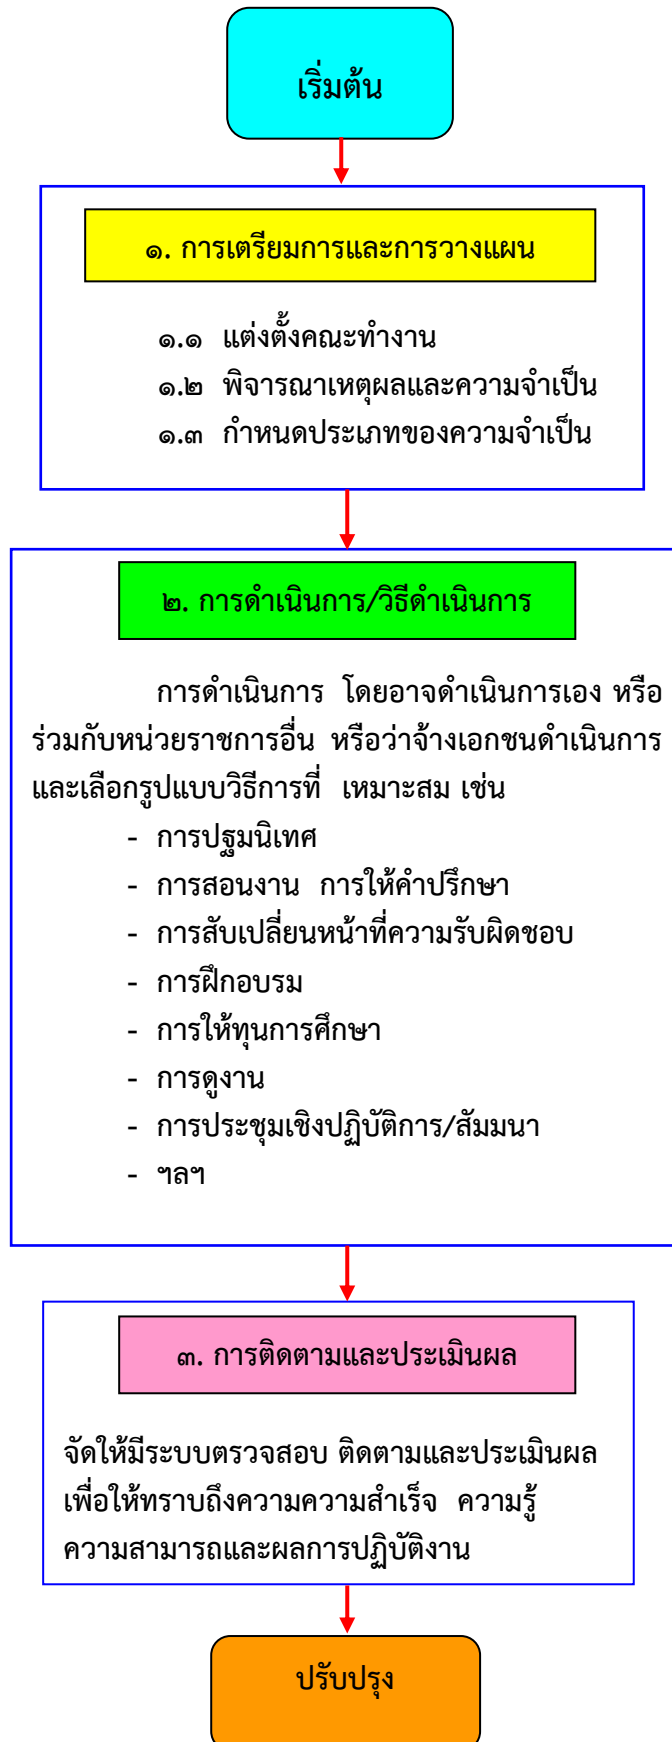 เริ่มต้น
๑. การเตรียมการและการวางแผน
๑.๑ แต่งตั้งคณะทำงาน
๑.๒ พิจารณาเหตุผลและความจำเป็น
๑.๓ กำหนดประเภทของความจำเป็น
๒. การดำเนินการ/วิธีดำเนินการ
การดำเนินการ โดยอาจดำเนินการเอง หรือ
ร่วมกับหน่วยราชการอื่น หรือว่าจ้างเอกชนดำเนินการ
และเลือกรูปแบบวิธีการที่ เหมาะสม เช่น
- การปฐมนิเทศ
- การสอนงาน การให้คำปรึกษา
- การสับเปลี่ยนหน้าที่ความรับผิดชอบ
- การฝึกอบรม
- การให้ทุนการศึกษา
- การดูงาน
- การประชุมเชิงปฏิบัติการ/สัมมนา
- ฯลฯ
๓. การติดตามและประเมินผล
จัดให้มีระบบตรวจสอบ ติดตามและประเมินผล
เพื่อให้ทราบถึงความความสำเร็จ ความรู้
ความสามารถและผลการปฏิบัติงาน
ปรับปรุง